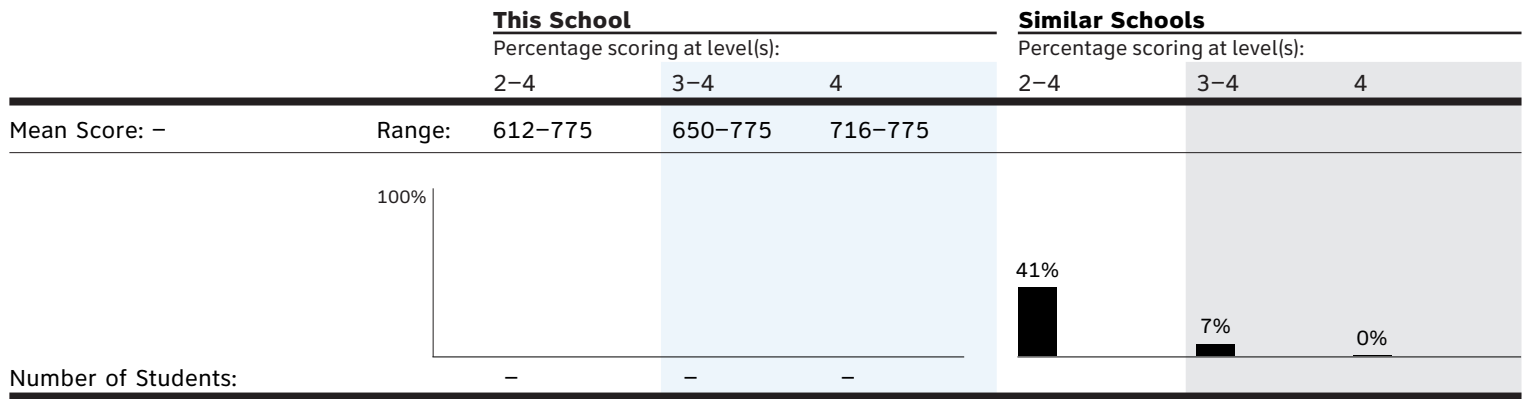 This School Similar Schools
Percentage scoring at level(s): Percentage scoring at level(s):
2–4 3–4 4 2–4 3–4 4
Mean Score: – Range: 612–775 650–775 716–775
100%
41%
7%
0%
Number of Students: – – –